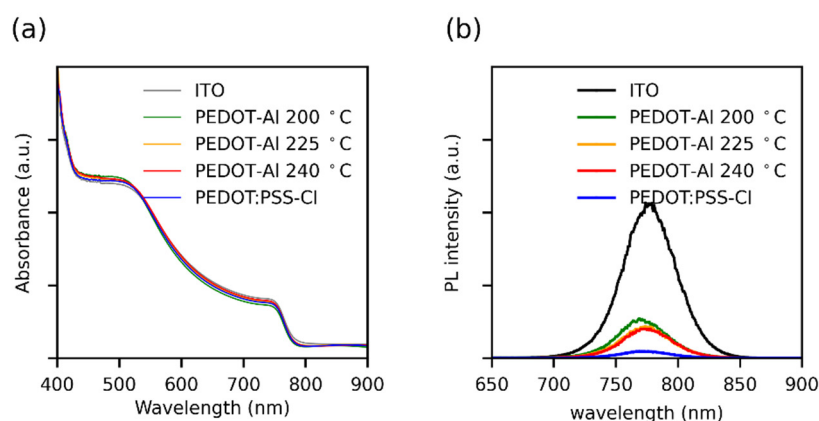 (a)
Absorbance (a.u.)
ITO
PEDOT-Al 200 °C
PEDOT-Al 225 °C
PEDOT-Al 240 °C
PEDOT:PSS-Cl
400 500 600 700 800 900
Wavelength (nm)
(b)
PL intensity (a.u.)
ITO
PEDOT-Al 200 °C
PEDOT-Al 225 °C
PEDOT-Al 240 °C
PEDOT:PSS-Cl
650 700 750 800 850 900
wavelength (nm)